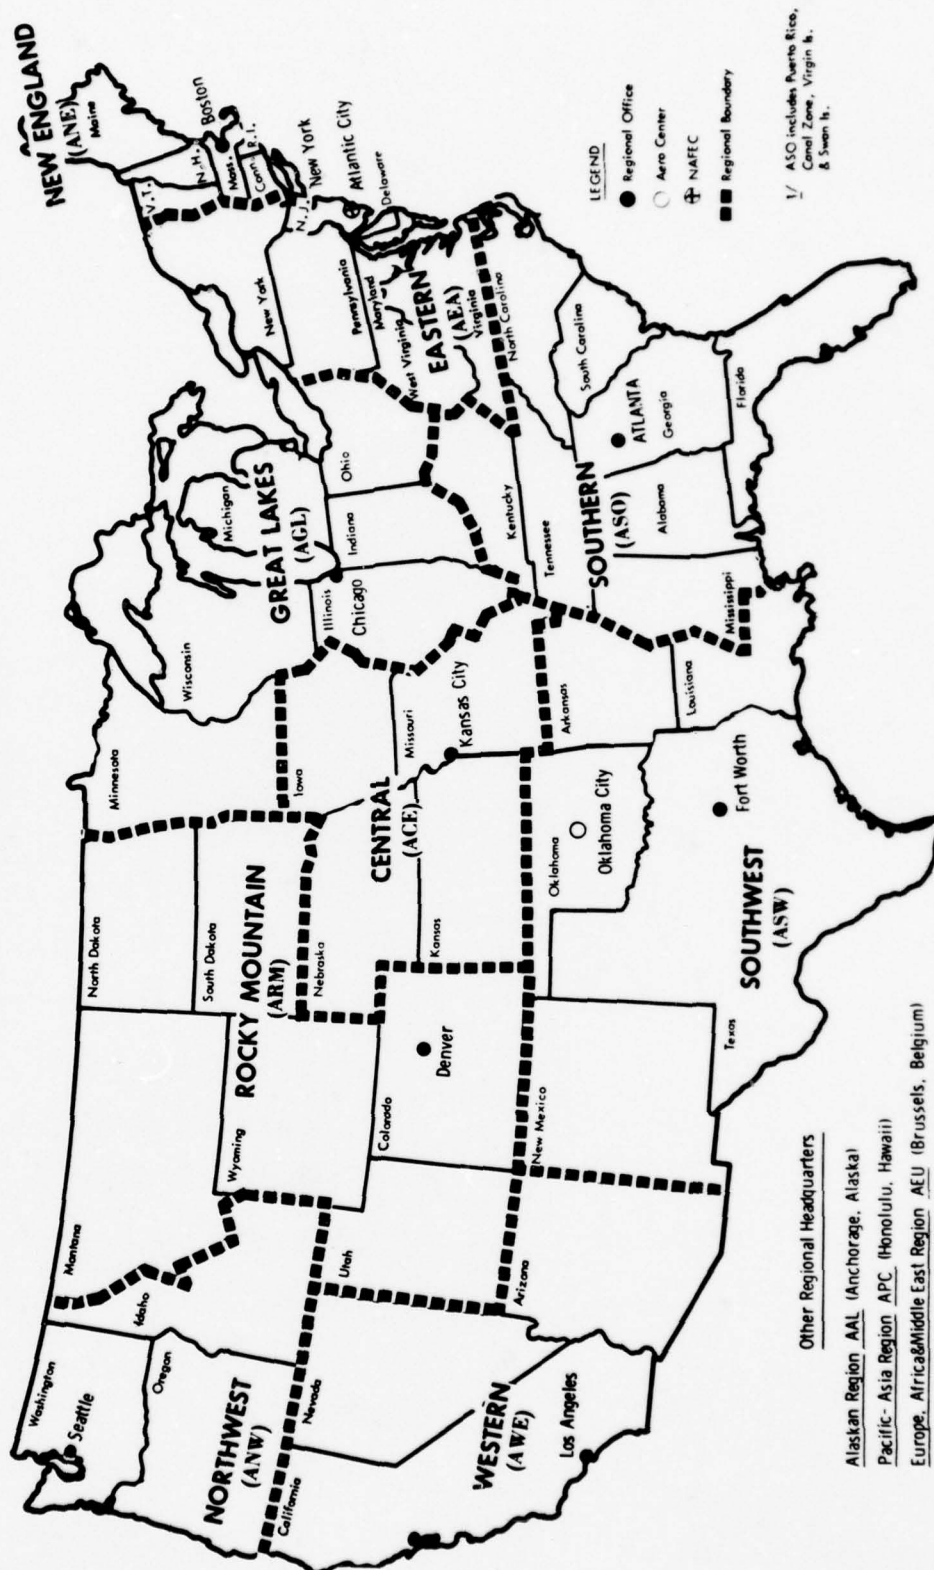 NEW ENGLAND
(ANE)
Maine
V.T.
N.H.
Boston
Mass.
Conn.
R.I.
New York
N.J.
New York
Atlantic City
Delaware
Pennsylvania
Maryland
West Virginia
EASTERN
(AEA)
Virginia
North Carolina
South Carolina
GREAT LAKES
(AGL)
Michigan
Wisconsin
Ohio
Indiana
Illinois
Chicago
Kentucky
Tennessee
SOUTHERN
(ASO)
ATLANTA
Georgia
Alabama
Florida
Mississippi
Minnesota
Iowa
Missouri
Kansas City
CENTRAL
(ACE)
Nebraska
Kansas
Arkansas
Louisiana
Oklahoma
Oklahoma City
Fort Worth
SOUTHWEST
(ASW)
Texas
New Mexico
North Dakota
South Dakota
ROCKY MOUNTAIN
(ARM)
Montana
Wyoming
Colorado
Denver
Utah
Washington
Seattle
Oregon
Idaho
NORTHWEST
(ANW)
California
Nevada
Arizona
WESTERN
(AWE)
Los Angeles
LEGEND
Regional Office
Aero Center
NAFEC
Regional Boundary
1/ ASO includes Puerto Rico,
Canal Zone, Virgin Is.
& Swan Is.
Other Regional Headquarters
Alaskan Region AAL (Anchorage, Alaska)
Pacific- Asia Region APC (Honolulu, Hawaii)
Europe, Africa&Middle East Region AEU (Brussels, Belgium)